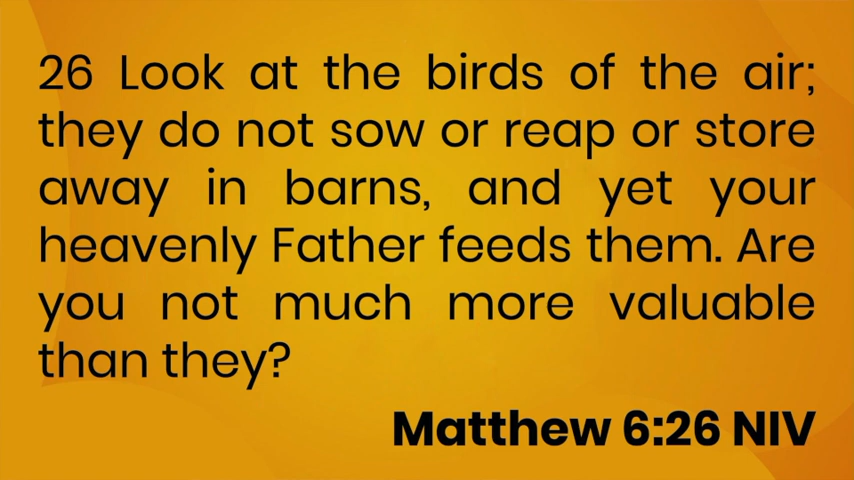 26 Look at the birds of the air;
they do not sow or reap or store
away in barns, and yet your
heavenly Father feeds them. Are
you not much more valuable
than they?
Matthew 6:26 NIV